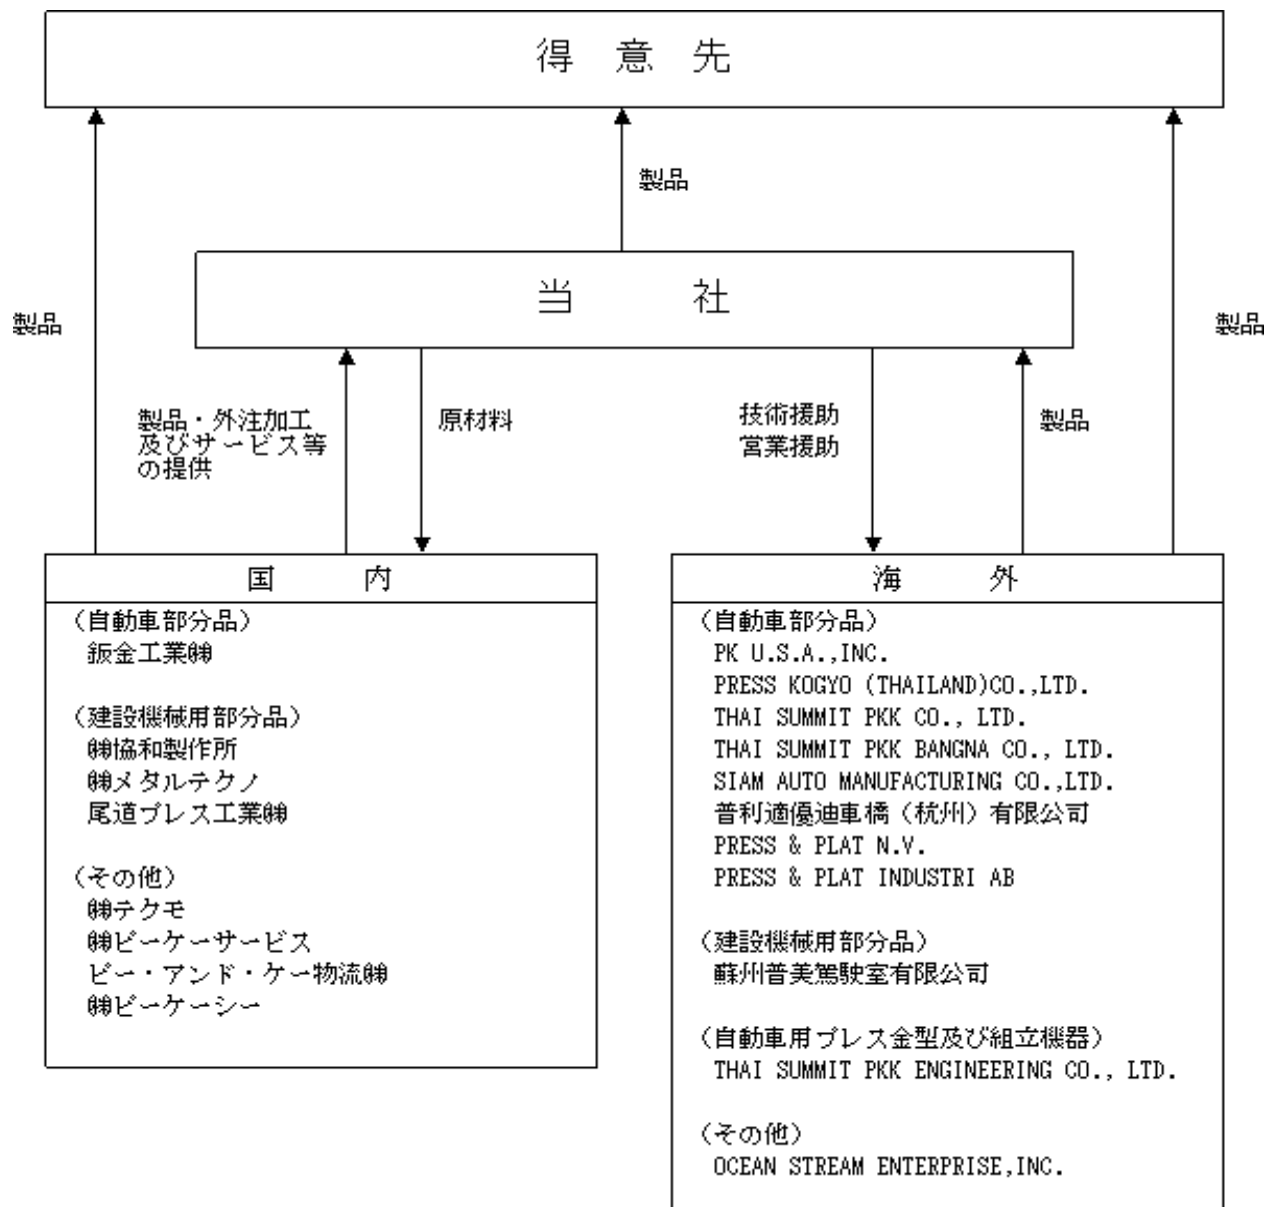 得 意 先
製品
当 社
製品
製品
製品・外注加工
及びサービス等
の提供
原材料
技術援助
営業援助
製品
国 内
(自動車部分品)
鈑金工業㈱
(建設機械用部分品)
㈱協和製作所
㈱メタルテクノ
尾道プレス工業㈱
(その他)
㈱テクモ
㈱ピーケーサービス
ピー・アンド・ケー物流㈱
㈱ピーケーシー
海 外
(自動車部分品)
PK U.S.A.,INC.
PRESS KOGYO (THAILAND)CO.,LTD.
THAI SUMMIT PKK CO., LTD.
THAI SUMMIT PKK BANGNA CO., LTD.
SIAM AUTO MANUFACTURING CO.,LTD.
普利適優迪車橋(杭州)有限公司
PRESS & PLAT N.V.
PRESS & PLAT INDUSTRI AB
(建設機械用部分品)
蘇州普美駕駛室有限公司
(自動車用プレス金型及び組立機器)
THAI SUMMIT PKK ENGINEERING CO., LTD.
(その他)
OCEAN STREAM ENTERPRISE,INC.